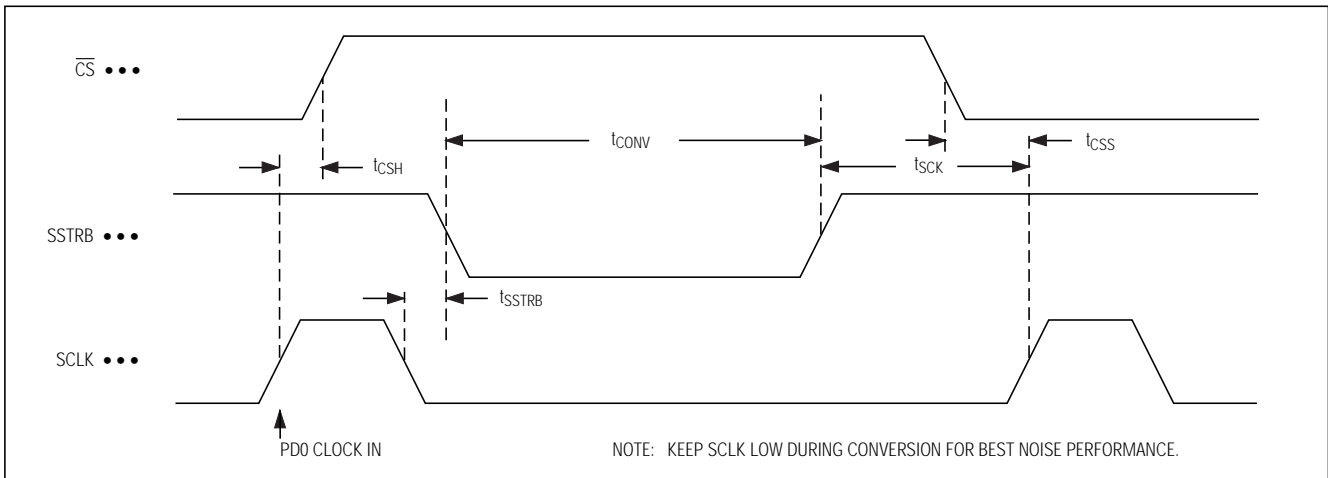 CS •••
tCONV
tCSS
tCSH
tSCK
SSTRB •••
tSSTRB
SCLK •••
PD0 CLOCK IN
NOTE: KEEP SCLK LOW DURING CONVERSION FOR BEST NOISE PERFORMANCE.